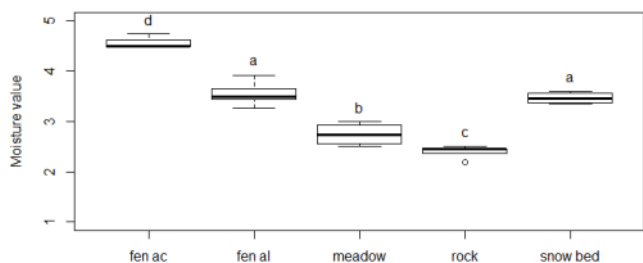 Moisture value
5
4
3
2
1
d
a
b
c
a
fen ac
fen al
meadow
rock
snow bed